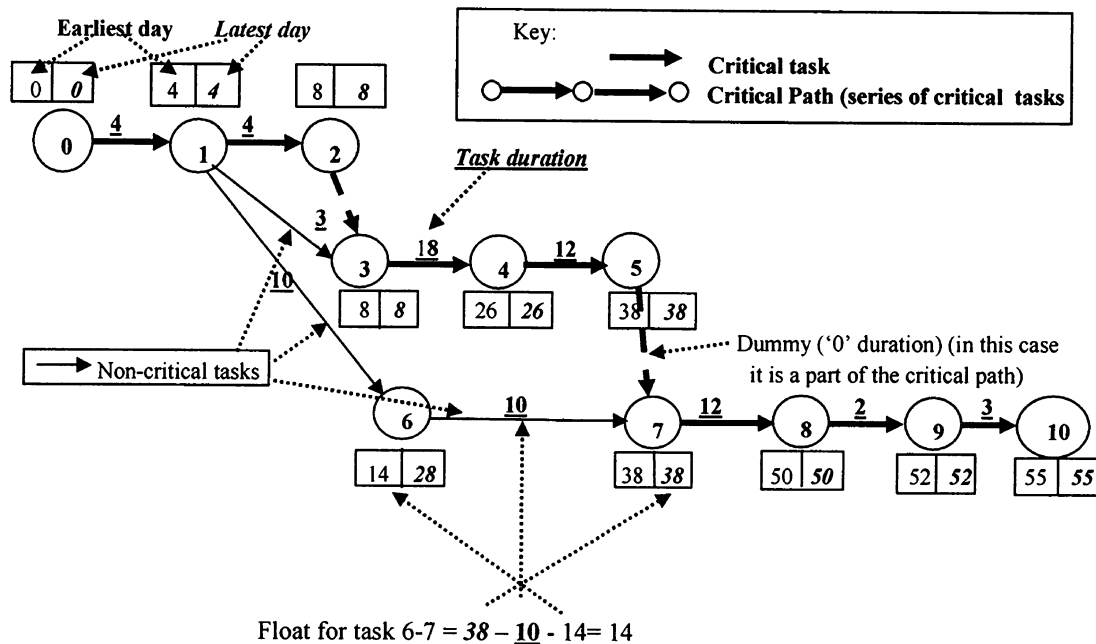 Earliest day Latest day
0 0 4 4 8 8
Key:
Critical task
Critical Path (series of critical tasks
0 4 1 4 2
Task duration
3
10
3 18 4 12 5
8 8 26 26 38 38
Dummy (‘0’ duration) (in this case
it is a part of the critical path)
Non-critical tasks
6 10 7 12 8 2 9 3 10
14 28 38 38 50 50 52 52 55 55
Float for task 6-7 = 38 – 10 - 14= 14